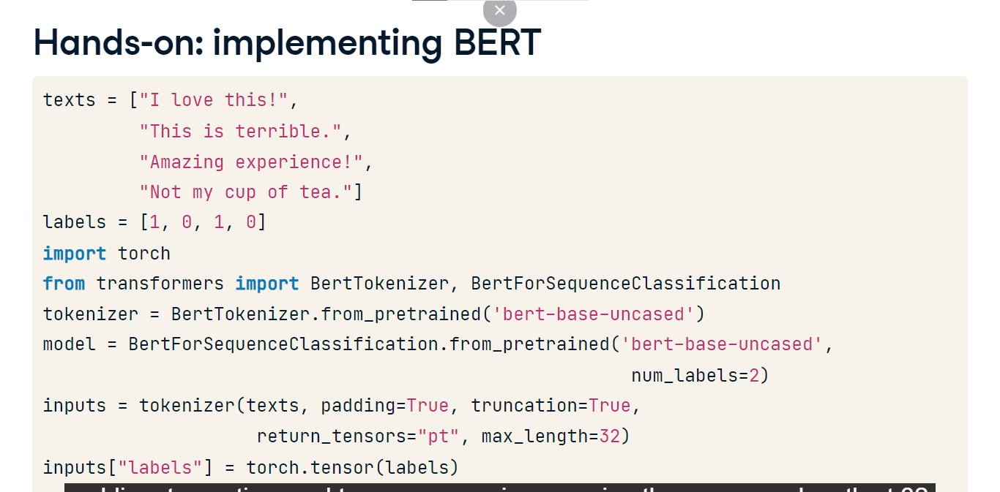 Hands-on: implementing BERT
texts = ["I love this!",
"This is terrible.",
"Amazing experience!",
"Not my cup of tea."]
labels = [1, 0, 1, 0]
import torch
from transformers import BertTokenizer, BertForSequenceClassification
tokenizer = BertTokenizer.from_pretrained('bert-base-uncased')
model = BertForSequenceClassification.from_pretrained('bert-base-uncased',
num_labels=2)
inputs = tokenizer(texts, padding=True, truncation=True,
return_tensors="pt", max_length=32)
inputs["labels"] = torch.tensor(labels)